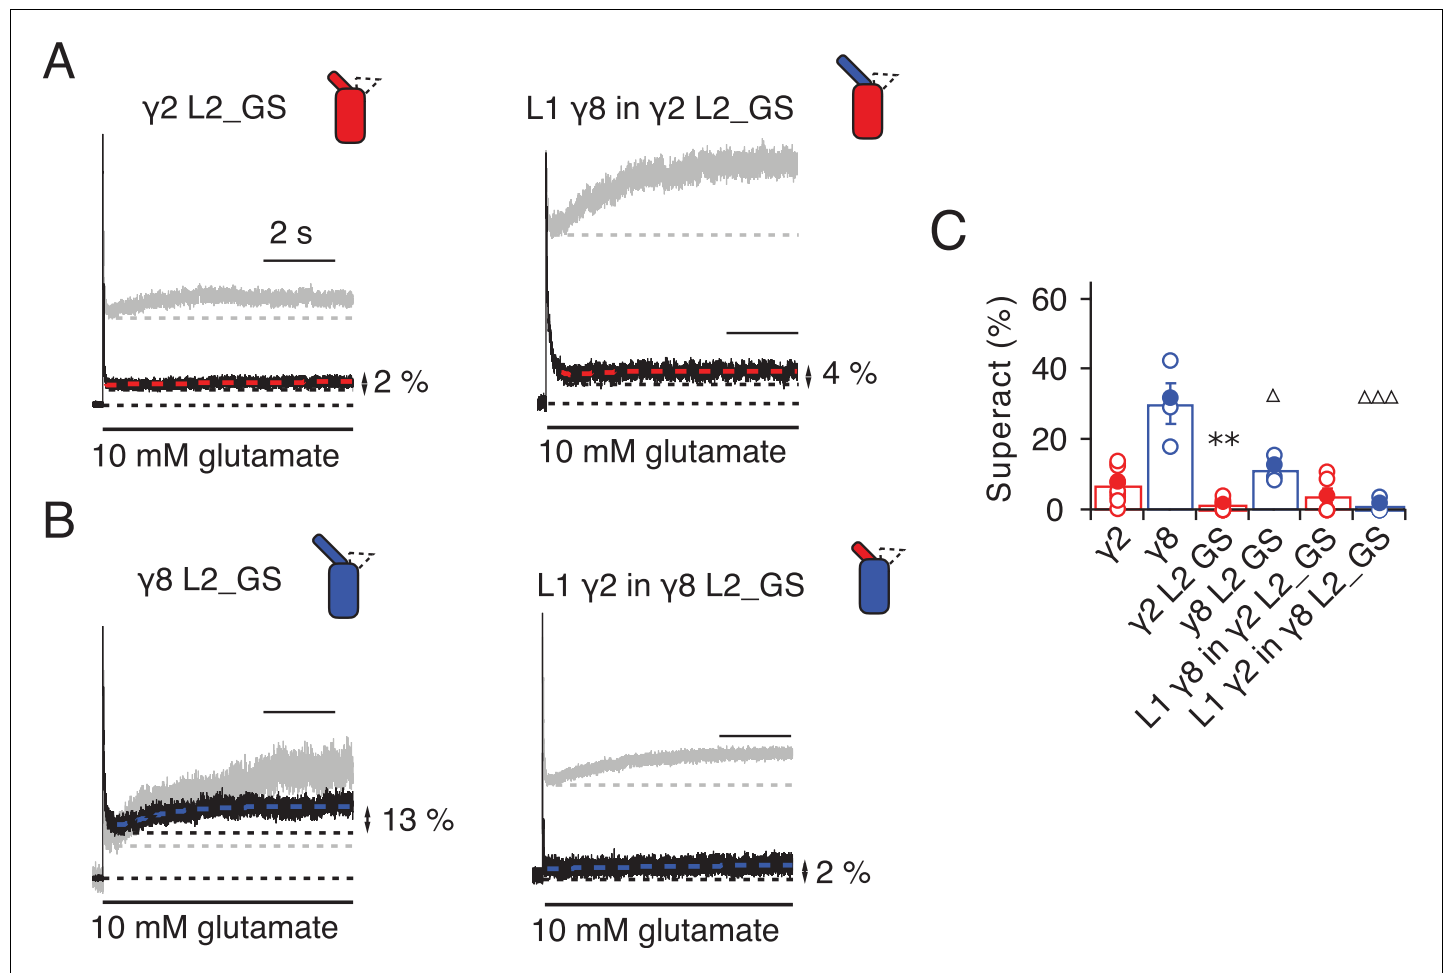 A
γ2 L2_GS
2 s
2 %
10 mM glutamate
L1 γ8 in γ2 L2_GS
4 %
10 mM glutamate
B
γ8 L2_GS
13 %
10 mM glutamate
L1 γ2 in γ8 L2_GS
2 %
10 mM glutamate
C
Superact (%)
60
40
20
0
**
△
△△△
γ2
γ8
γ2 L2 GS
γ8 L2 GS
L1 γ8 in γ2 L2_GS
L1 γ2 in γ8 L2_GS